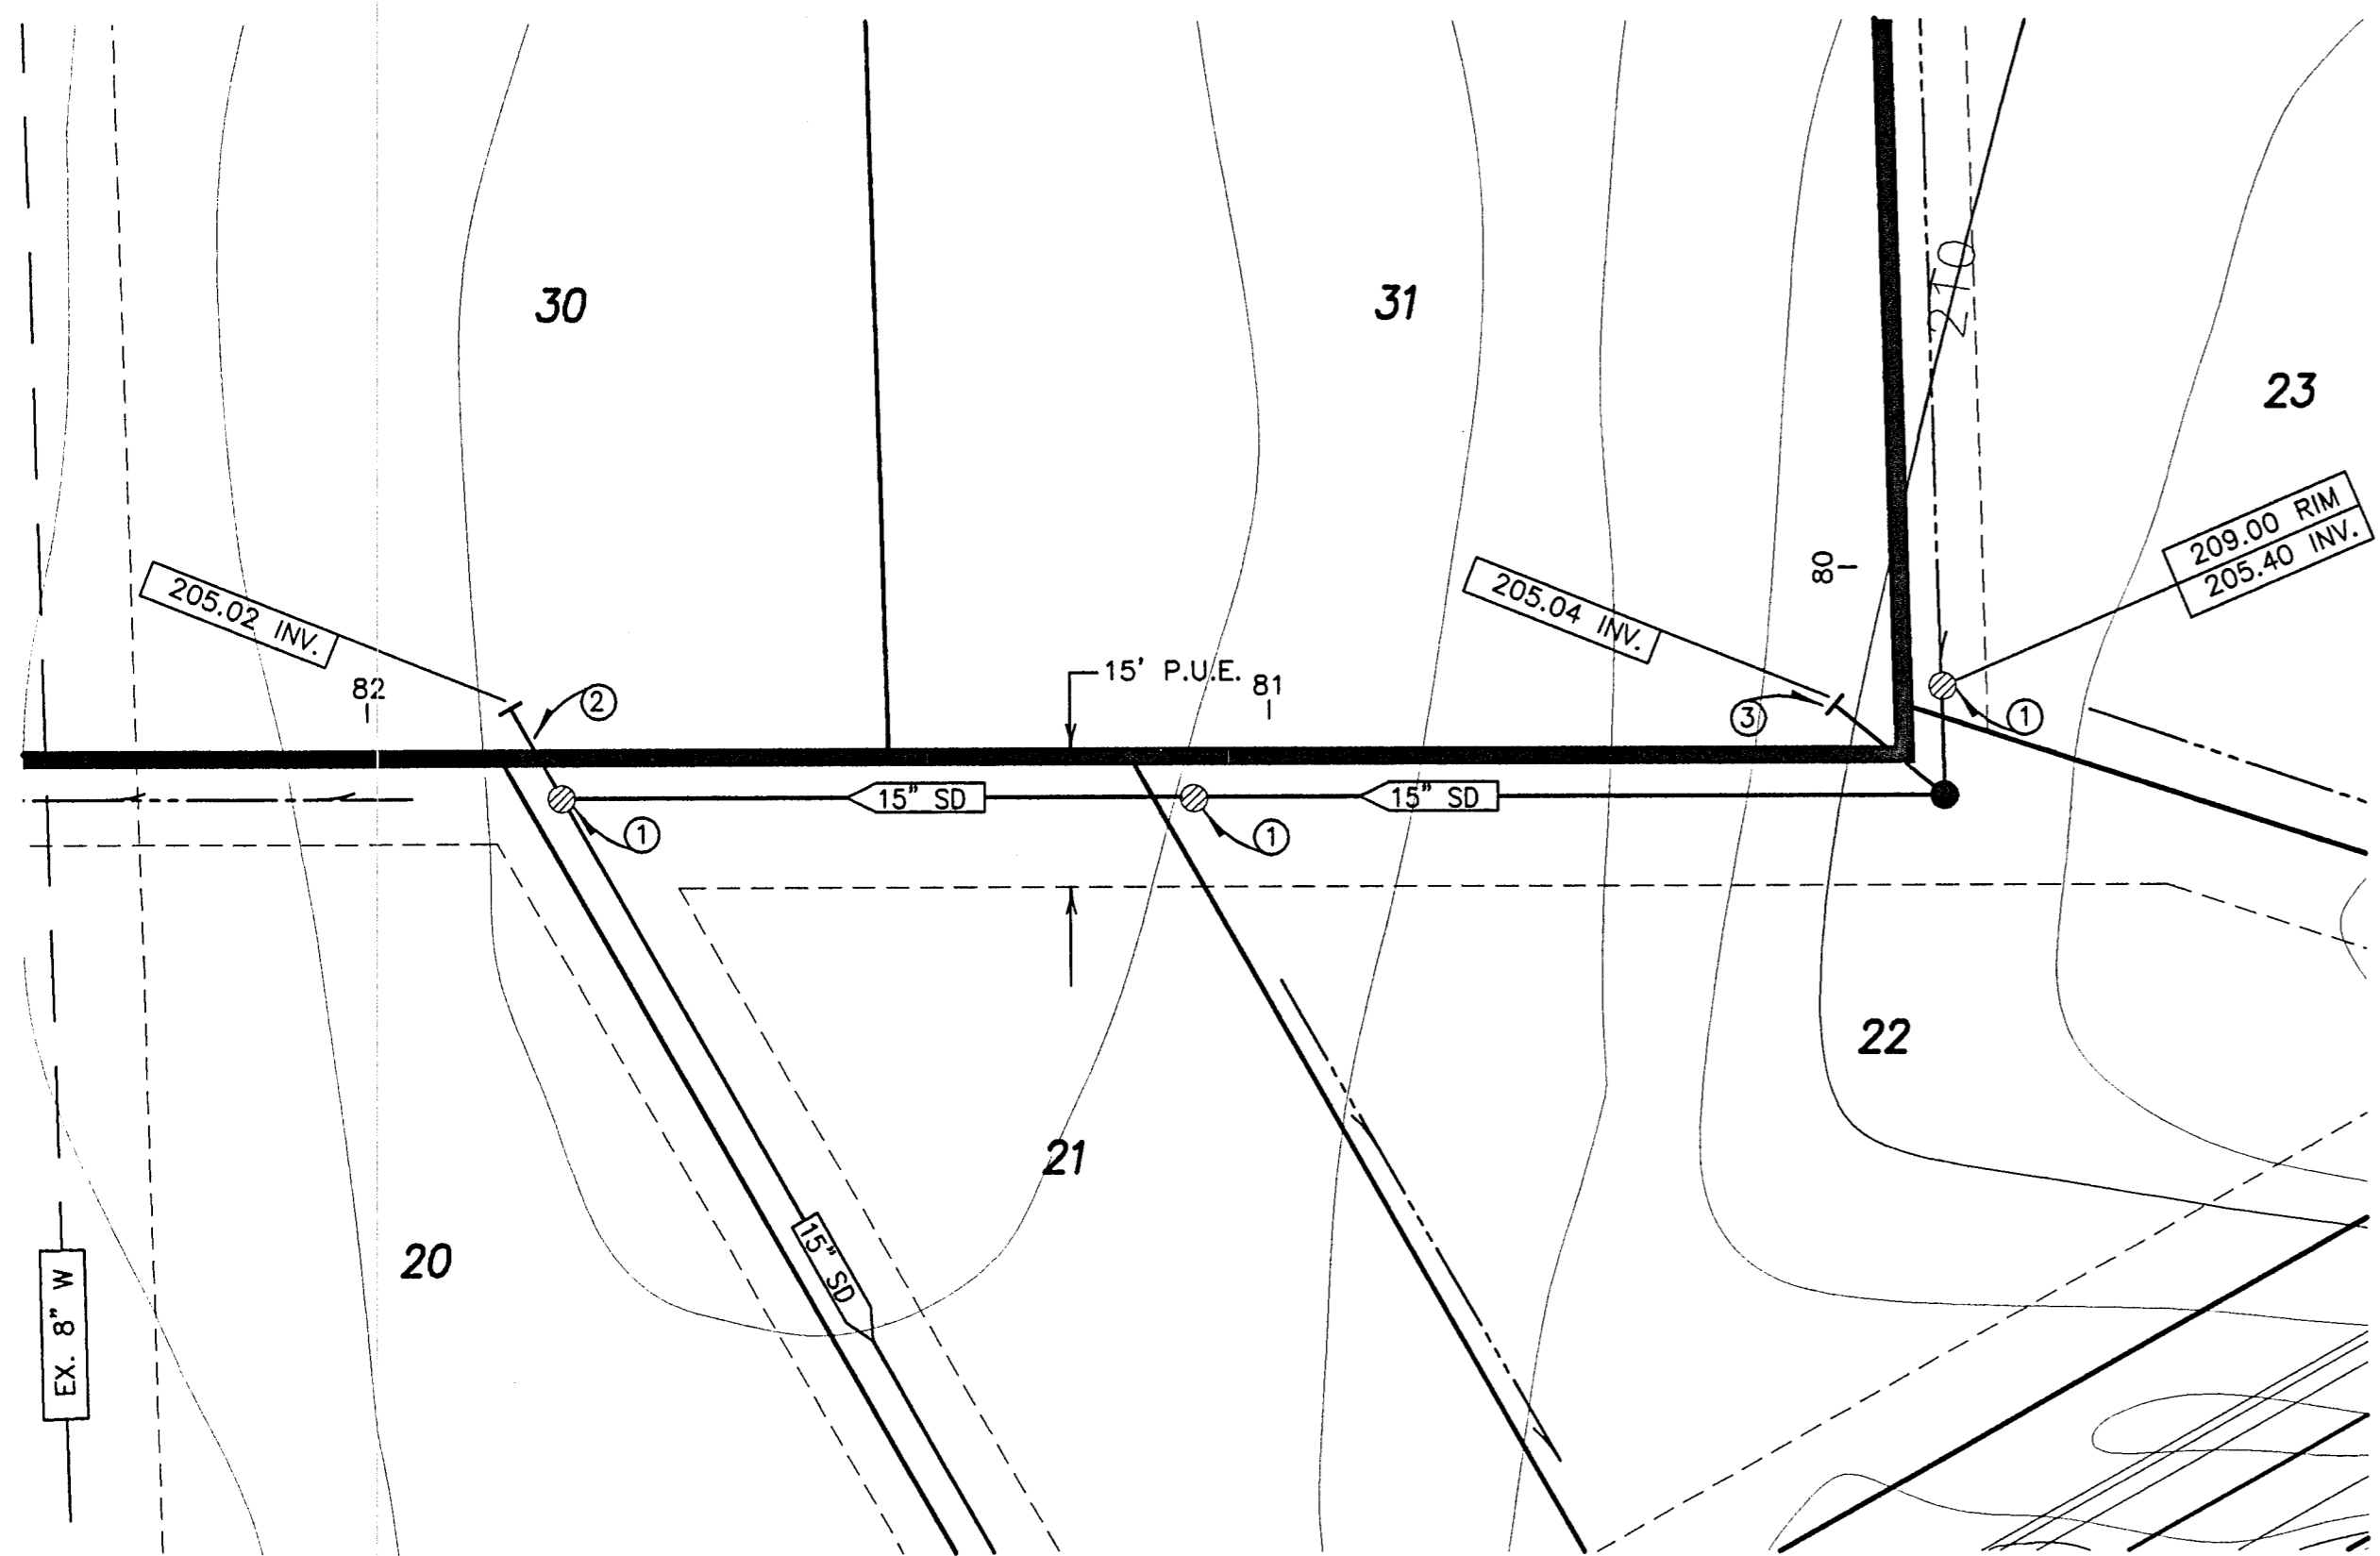 30
31
210
23
209.00 RIM
205.40 INV.
205.02 INV.
205.04 INV.
80
82
2
15' P.U.E.
81
3
1
15" SD
15" SD
1
1
22
21
20
15" SD
EX. 8" W